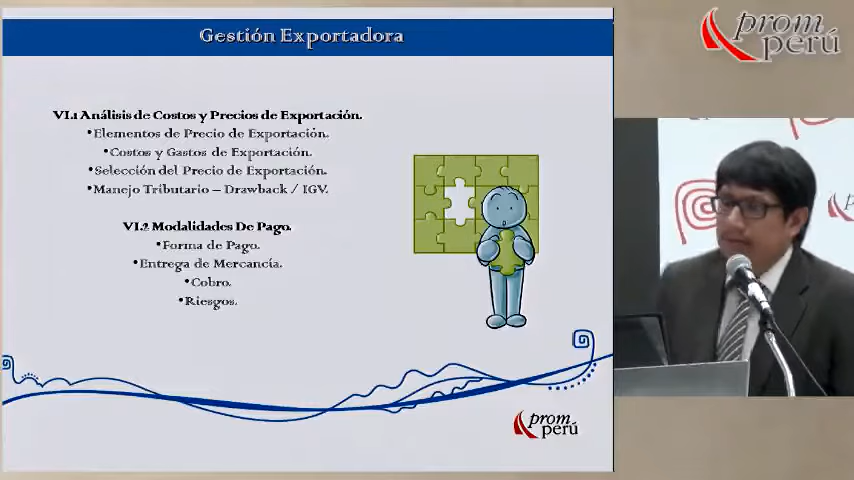 Gestión Exportadora
prom
perú
VI.1 Análisis de Costos y Precios de Exportación.
•Elementos de Precio de Exportación.
•Costos y Gastos de Exportación.
•Selección del Precio de Exportación.
•Manejo Tributario – Drawback / IGV.
VI.2 Modalidades De Pago.
•Forma de Pago.
•Entrega de Mercancía.
•Cobro.
•Riesgos.
prom
perú